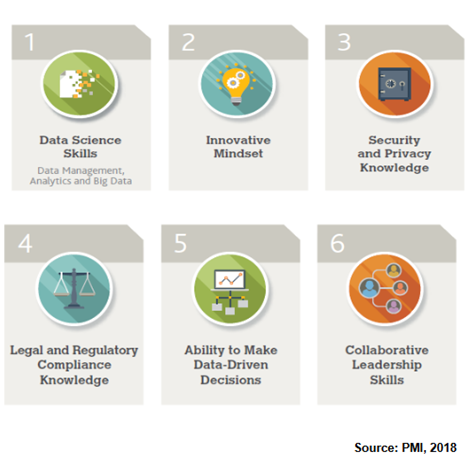 1
Data Science
Skills
Data Management,
Analytics and Big Data
2
Innovative
Mindset
3
Security
and Privacy
Knowledge
4
Legal and Regulatory
Compliance
Knowledge
5
Ability to Make
Data-Driven
Decisions
6
Collaborative
Leadership
Skills
Source: PMI, 2018